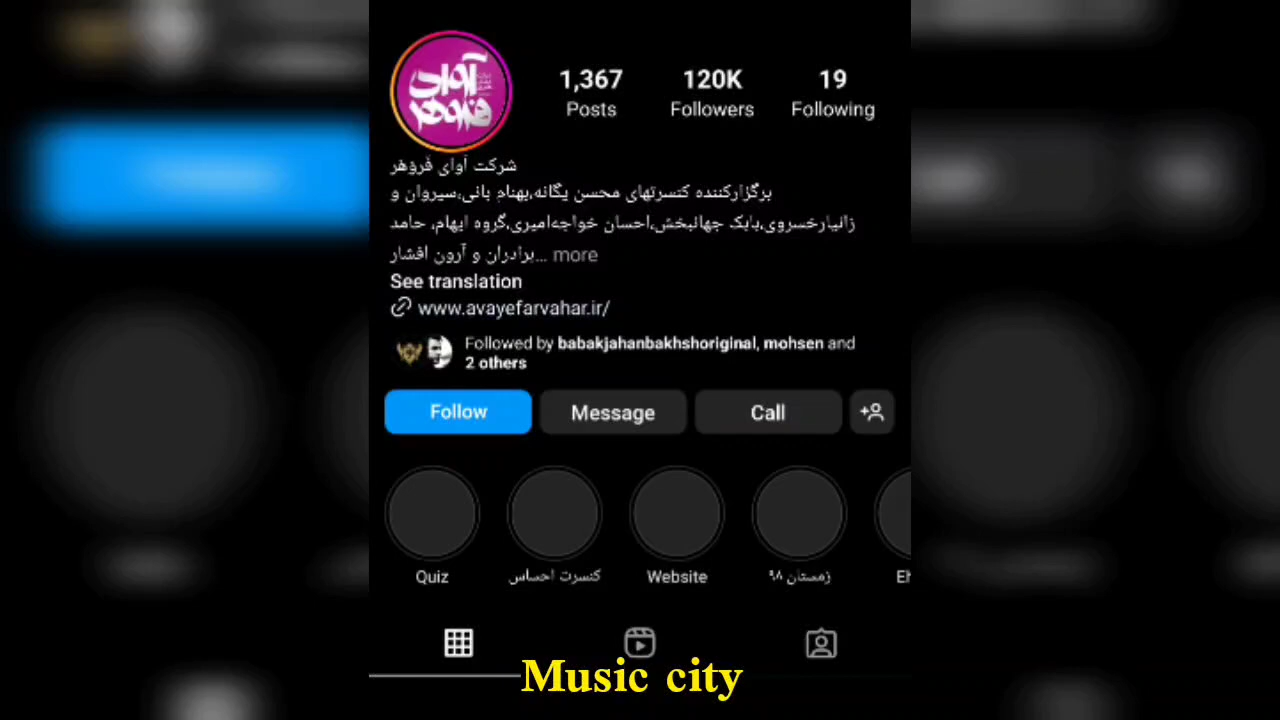 آوای
فروهر
1,367
Posts
120K
Followers
19
Following
شرکت آوای فَروَهَر
برگزارکننده کنسرتهای محسن یگانه،بهنام بانی،سیروان و
زانیارخسروی،بابک جهانبخش،احسان خواجه‌امیری،گروه ایهام، حامد
برادران و آرون افشار... more
See translation
www.avayefarvahar.ir/
Followed by babakjahanbakhshoriginal, mohsen and
2 others
Follow
Message
Call
Quiz
کنسرت احساس
Website
زمستان ۹۸
Eh
Music city